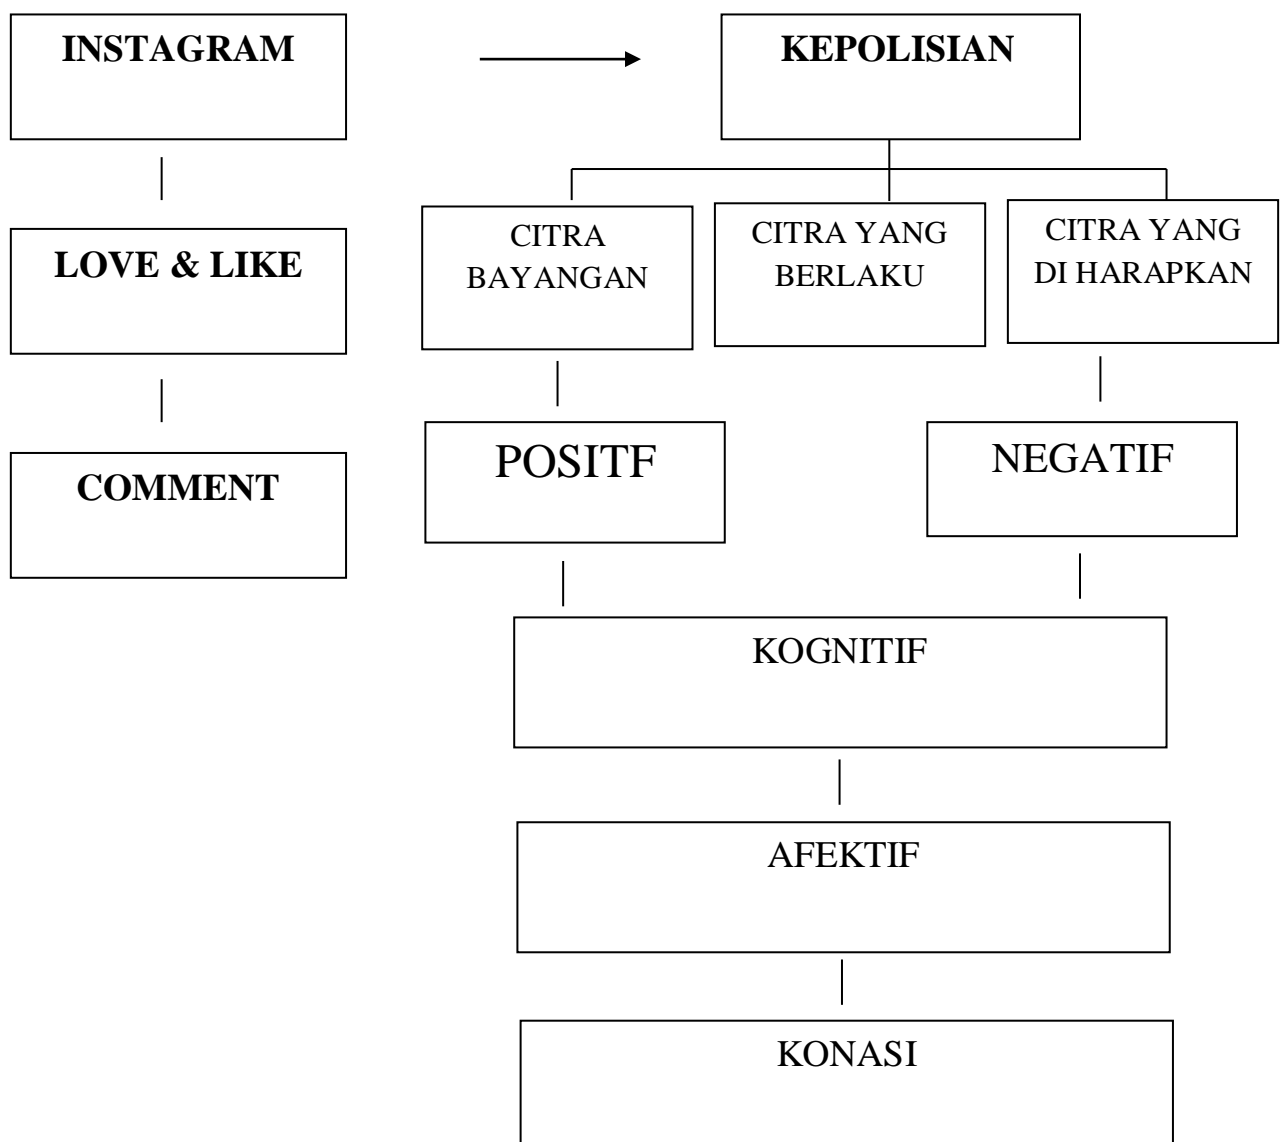 INSTAGRAM
KEPOLISIAN
LOVE & LIKE
COMMENT
CITRA
BAYANGAN
CITRA YANG
BERLAKU
CITRA YANG
DI HARAPKAN
POSITF
NEGATIF
KOGNITIF
AFEKTIF
KONASI